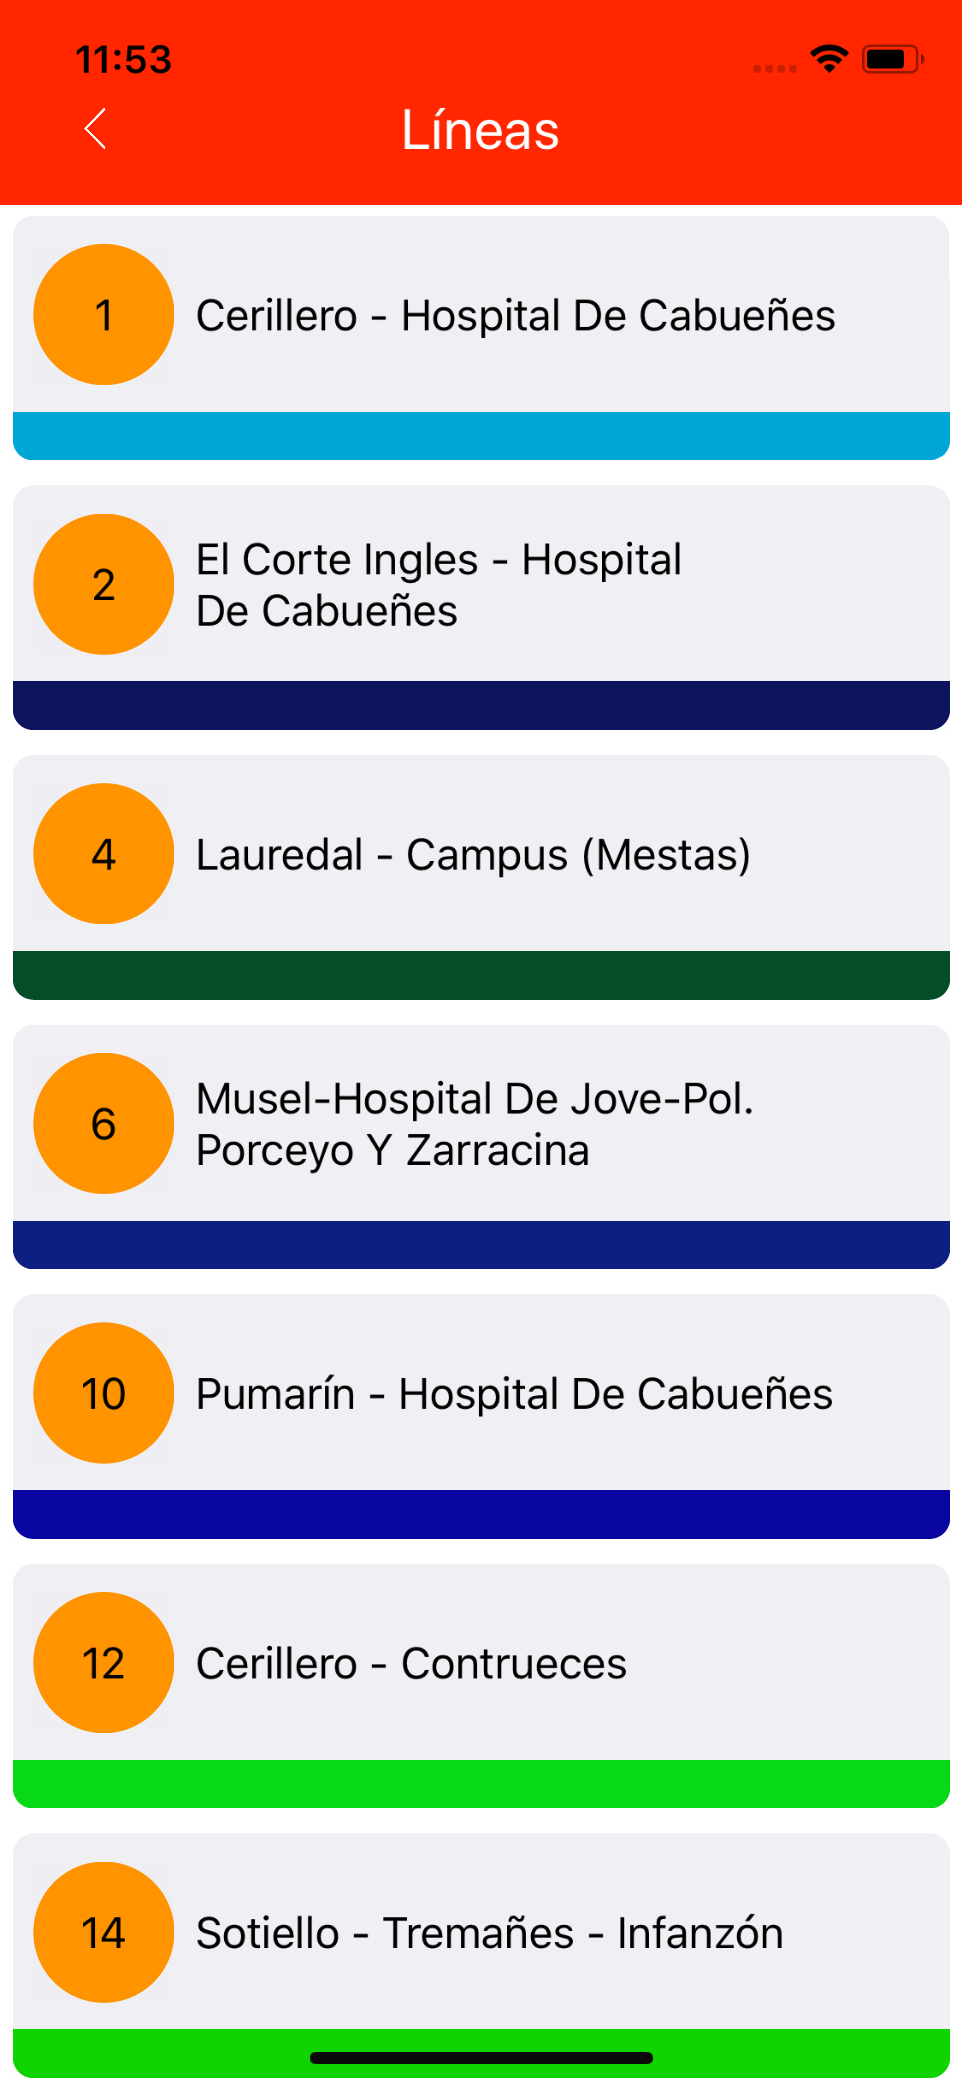 11:53
Líneas
1
Cerillero - Hospital De Cabueñes
2
El Corte Ingles - Hospital
De Cabueñes
4
Lauredal - Campus (Mestas)
6
Musel-Hospital De Jove-Pol.
Porceyo Y Zarracina
10
Pumarín - Hospital De Cabueñes
12
Cerillero - Contrueces
14
Sotiello - Tremañes - Infanzón